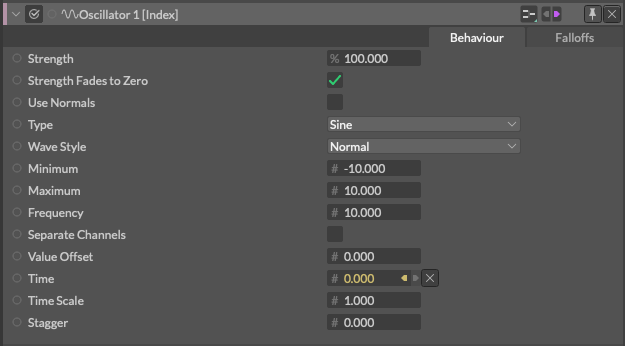 Oscillator 1 [Index]
Behaviour Falloffs
Strength % 100.000
Strength Fades to Zero
Use Normals
Type Sine
Wave Style Normal
Minimum # -10.000
Maximum # 10.000
Frequency # 10.000
Separate Channels
Value Offset # 0.000
Time # 0.000
Time Scale # 1.000
Stagger # 0.000